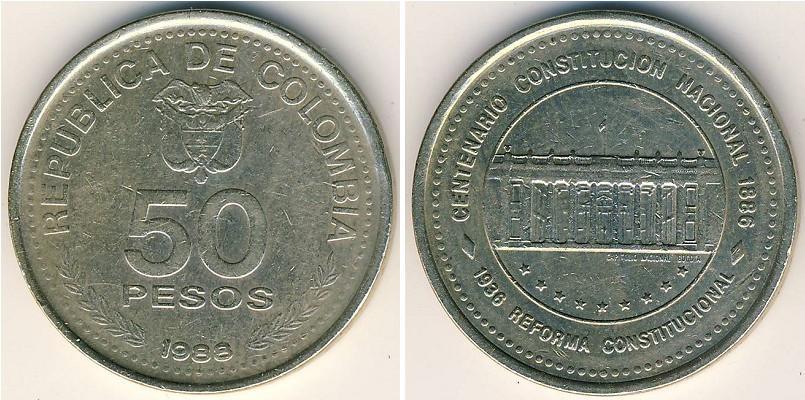 REPUBLICA DE COLOMBIA
50
PESOS
1988
CENTENARIO CONSTITUCION NACIONAL 1886
CAPITOLIO NACIONAL BOGOTA
1936 REFORMA CONSTITUCIONAL